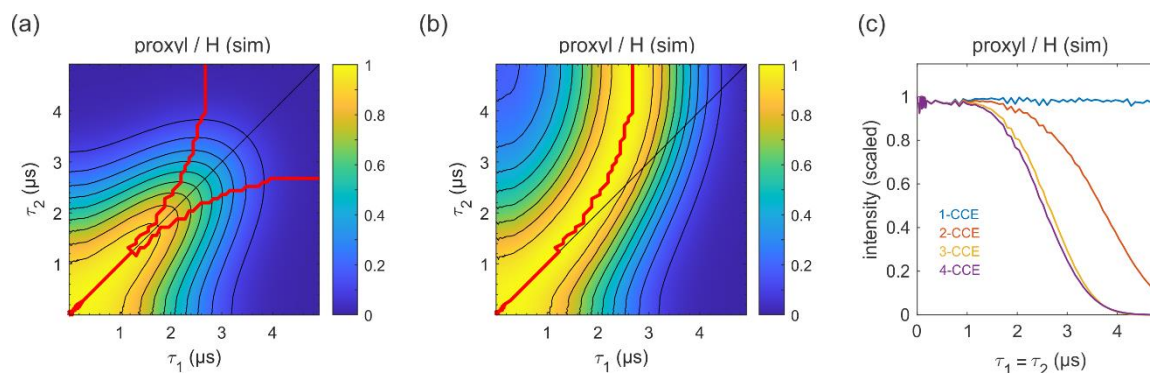 (a)
proxyl / H (sim)
τ2 (μs)
4
3
2
1
1 2 3 4
τ1 (μs)
1
0.8
0.6
0.4
0.2
0
(b)
proxyl / H (sim)
τ2 (μs)
4
3
2
1
1 2 3 4
τ1 (μs)
1
0.8
0.6
0.4
0.2
0
(c)
proxyl / H (sim)
intensity (scaled)
1
0.8
0.6
0.4
0.2
0
1-CCE
2-CCE
3-CCE
4-CCE
0 1 2 3 4
τ1 = τ2 (μs)